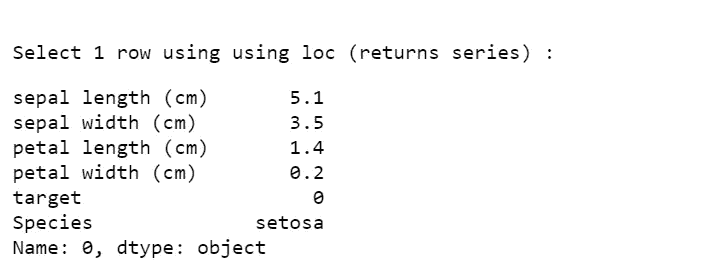 Select 1 row using using loc (returns series) :
sepal length (cm) 5.1
sepal width (cm) 3.5
petal length (cm) 1.4
petal width (cm) 0.2
target 0
Species setosa
Name: 0, dtype: object